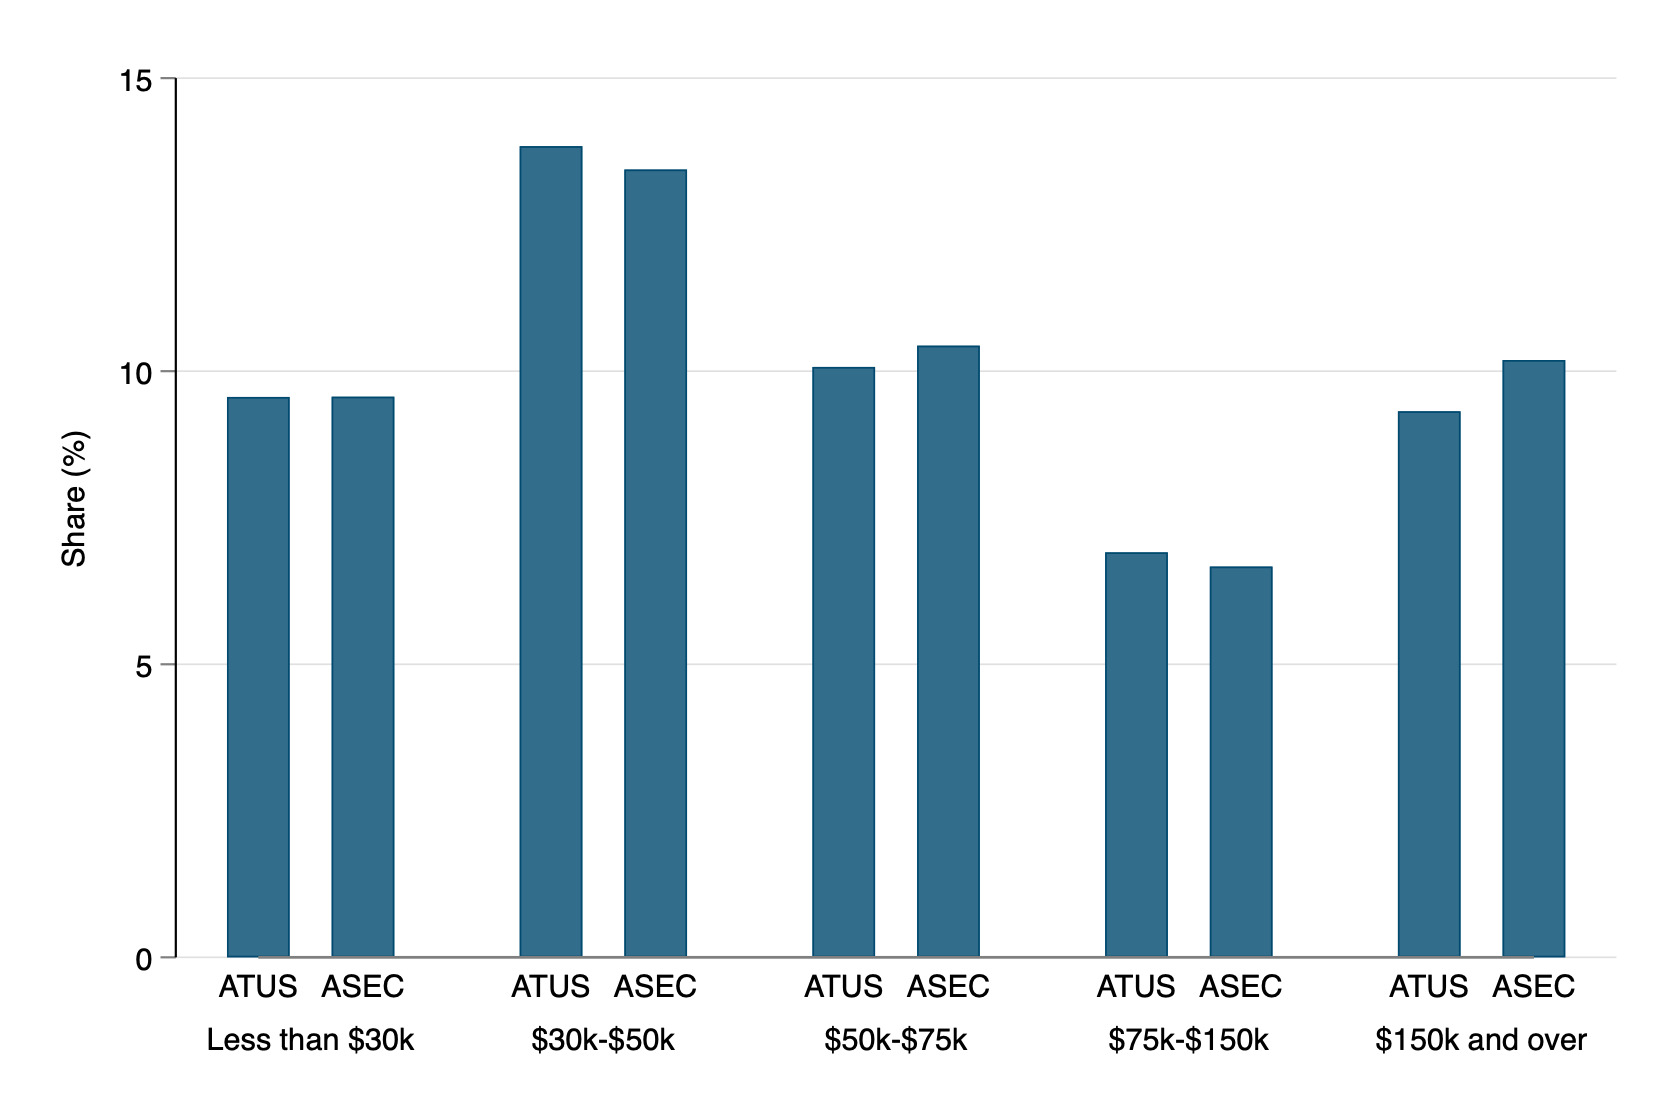 15
10
5
0
Share (%)
ATUS ASEC ATUS ASEC ATUS ASEC ATUS ASEC ATUS ASEC
Less than $30k $30k-$50k $50k-$75k $75k-$150k $150k and over